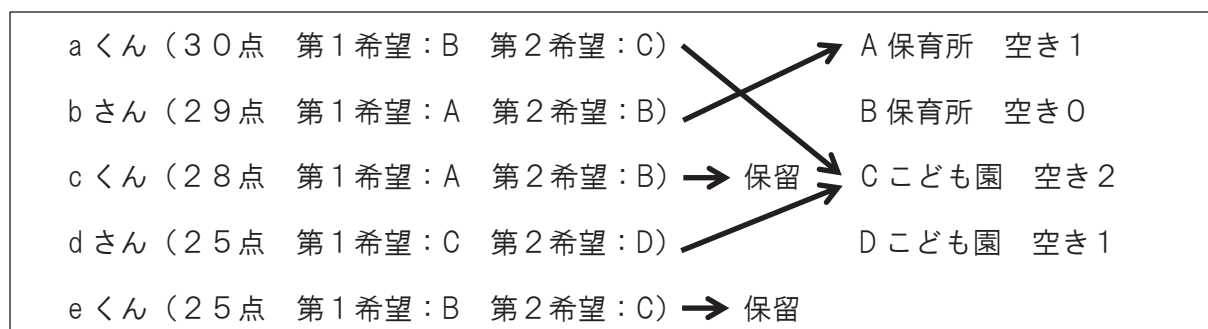 aくん（30点　第1希望：B　第2希望：C）　A保育所　空き1
bさん（29点　第1希望：A　第2希望：B）　B保育所　空き0
cくん（28点　第1希望：A　第2希望：B）　保留　Cこども園　空き2
dさん（25点　第1希望：C　第2希望：D）　Dこども園　空き1
eくん（25点　第1希望：B　第2希望：C）　保留